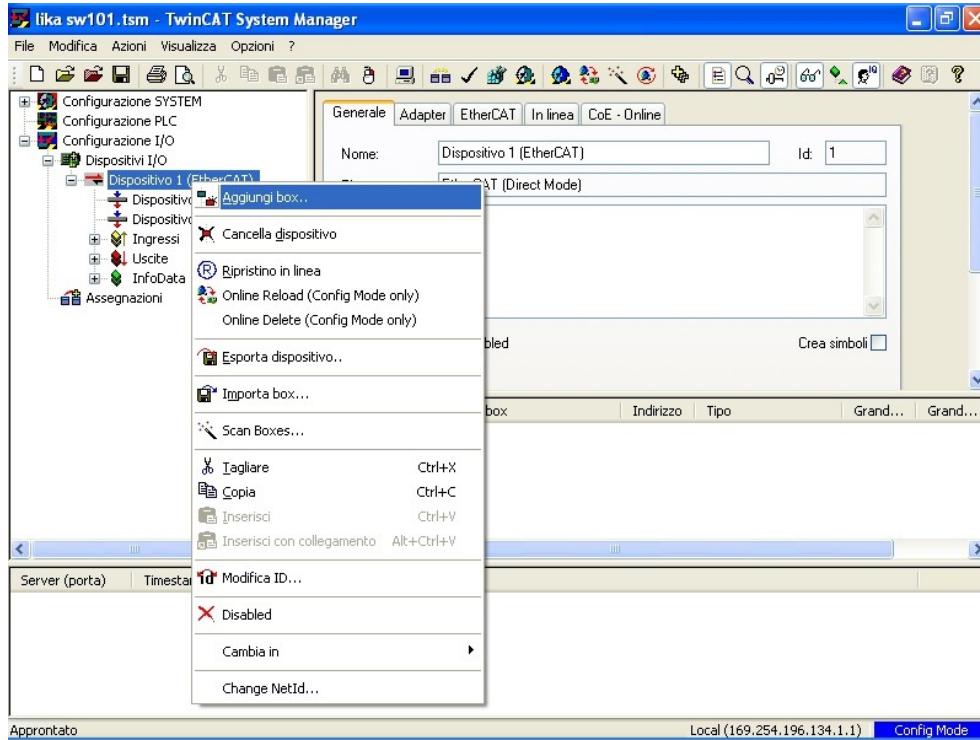 lika sw101.tsm - TwinCAT System Manager
File Modifica Azioni Visualizza Opzioni ?
Configurazione SYSTEM
Configurazione PLC
Configurazione I/O
Dispositivi I/O
Dispositivo 1 (EtherCAT)
Dispositivo
Dispositivo
Ingressi
Uscite
InfoData
Assegnazioni
Generale Adapter EtherCAT In linea CoE - Online
Nome: Dispositivo 1 (EtherCAT) Id: 1
(Direct Mode)
Crea simboli
Aggiungi box..
Cancella dispositivo
Ripristino in linea
Online Reload (Config Mode only)
Online Delete (Config Mode only)
Esporta dispositivo..
Importa box...
Scan Boxes...
Tagliare Ctrl+X
Copia Ctrl+C
Inserisci Ctrl+V
Inserisci con collegamento Alt+Ctrl+V
Modifica ID...
Disabled
Cambia in
Change NetId...
box Indirizzo Tipo Grand... Grand...
Server (porta) Timesta
Approntato Local (169.254.196.134.1.1) Config Mode